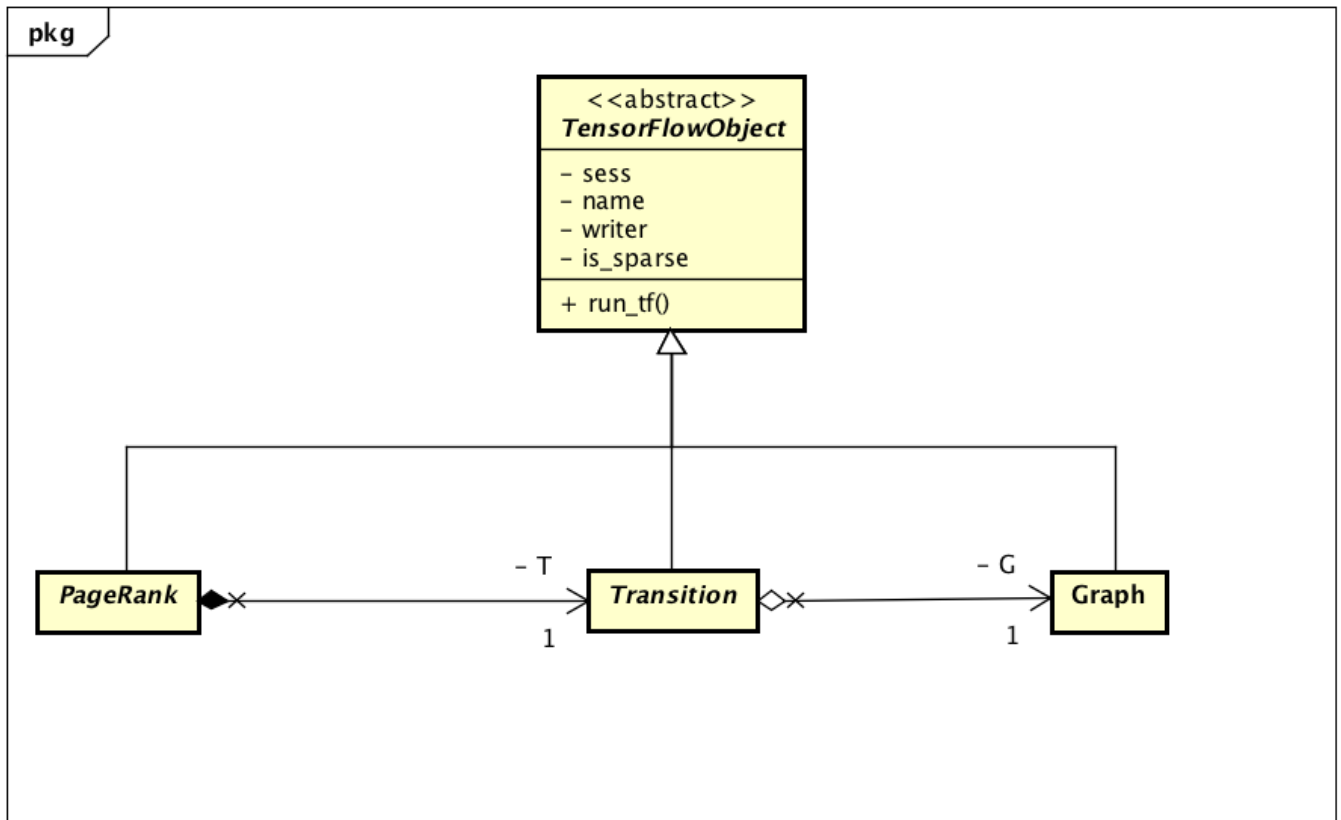 pkg
<<abstract>>
TensorFlowObject
– sess
– name
– writer
– is_sparse
+ run_tf()
– T
– G
PageRank
Transition
Graph
1
1